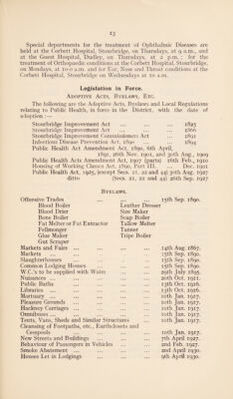 13
Special departments for the treatment of Ophthalmic Diseases are
held at the Corbett Hospital, Stourbridge, on Thursdays, at 9 a.m., and
at the Guest Hospital, Dudley, on Thursdays, at 2 p.m.: for the
treatment of Orthopaedic conditions at the Corbett Hospital, Stourbridge,
on Mondays, at 10-0 a.m. and for Ear, Nose and Throat conditions at the
Corbett Hospital, Stourbridge on Wednesdays at 10 a.m.
Legislation in Force.
Adoptive Acts, Byelaws, Etc.
The following are the Adoptive Acts, Byelaws and Local Regulations
relating to Public Health, in force in the District, with the date of
adoption :—
Stourbridge Improvement Act ... ... ...
Stourbridge Improvement Act ... ... ... 1866
Stourbridge Improvement Commissioners Act ... 1891
Infectious Disease Prevention Act, 1890 ... ... 1894
Public Health Act Amendment Act, 1890, 6th April,
1891, 26th Nov. 1901, and 30th Aug., 1909
Public Health Acts Amendment Act, 1907 (parts) 16th Feb., 1910
Housing of Working Classes Act, 1890, Part III. Dec. 1901
Public Health Act, 1925, (except Secs. 21, 22 and 44) 30th Aug. 1927
ditto (Secs. 21, 22 and 44) 26th Sep. 1927
Byelaws.
Offensive Trades ... ... ... 15th Sep. 1890.
Blood Boiler Leather Dresser
Blood Drier Size Maker
Bone Boiler Soap Boiler
Fat Melter or Fat Extractor Tallow Melter
Fellmonger Tanner
Glue Maker Tripe Boiler
Gut Scraper
Markets and Fairs ... ... ... 14th Aug. 1867.
Markets ... ... ... 15th Sep. 1890.
Slaughterhouses ... ... ... 15th Sep. 1890.
Common Lodging Houses ... ... ... 15th Sep. 1890.
W.C.'s to be supplied with Water ... ... 29th July 1895.
Nuisances ... ... ... 20th Oct. 1911.
Public Baths ... ... ... 13th Oct. 1916.
Libraries ... ... ... 13th Oct. 1916.
Mortuary ... ... ... 10th Jan. 1917.
Pleasure Grounds ... ... ... 10th Jan. 1917.
Hackney Carriages ... ... ... 10th Jan. 1917.
Omnibuses ... ... ... 10th Jan. 1917.
Tents, Vans, Sheds and Similar Structures ... 10th Jan. 1917.
Cleansing of Footpaths, etc., Earthclosets and
Cesspools ... ... ... 10th Jan. 1917.
New Streets and Buildings ... ... ... 7th April 1927.
Behaviour of Passengers in Vehicles ... ... 2nd Feb. 1927.
Smoke Abatement ... ... ... 2nd April 1930.
Houses Let in Lodgings ... ... ... 9th April 1930.